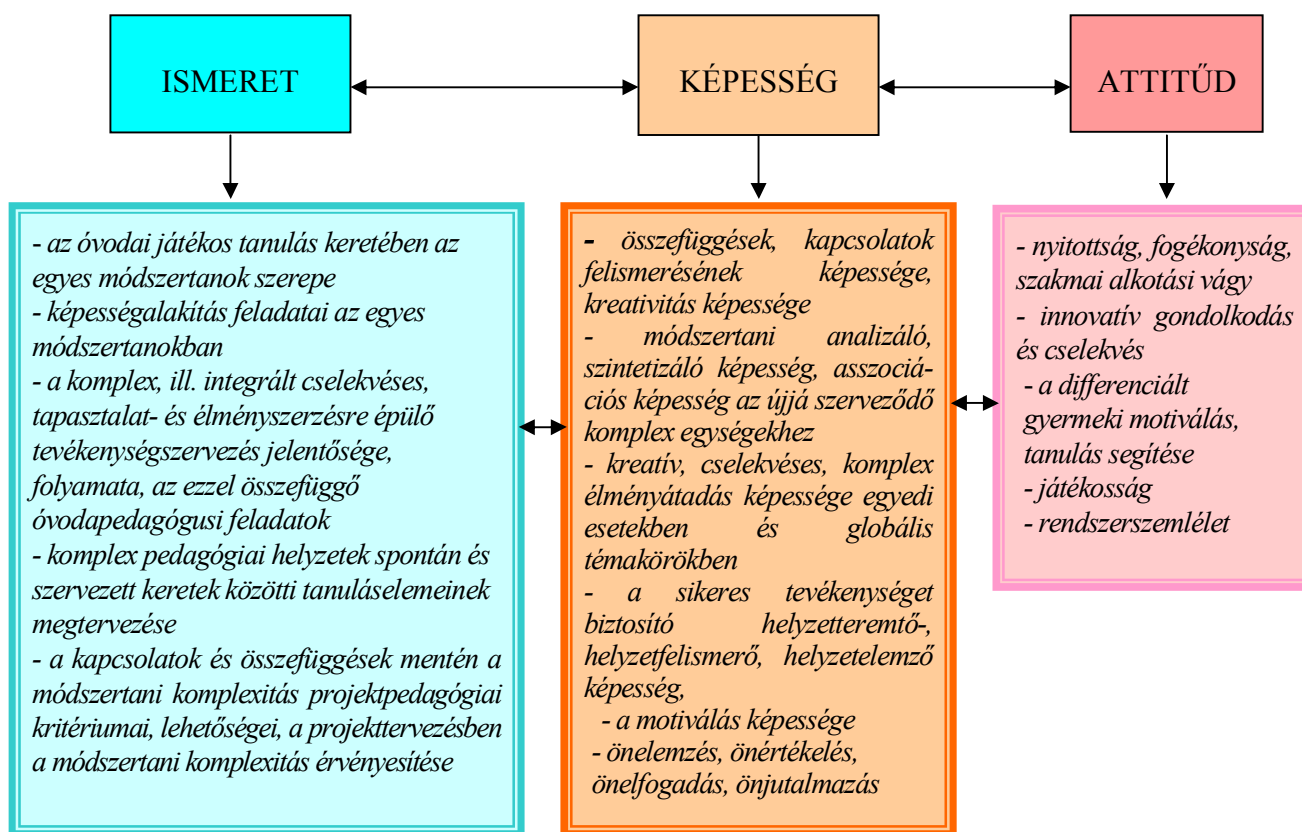 ISMERET
KÉPESSÉG
ATTITŰD
- az óvodai játékos tanulás keretében az
egyes módszertanok szerepe
- képességalakítás feladatai az egyes
módszertanokban
- a komplex, ill. integrált cselekvéses,
tapasztalat- és élményszerzésre épülő
tevékenységszervezés jelentősége,
folyamata, az ezzel összefüggő
óvodapedagógusi feladatok
- komplex pedagógiai helyzetek spontán és
szervezett keretek közötti tanuláselemeinek
megtervezése
- a kapcsolatok és összefüggések mentén a
módszertani komplexitás projektpedagógiai
kritériumai, lehetőségei, a projekttervezésben
a módszertani komplexitás érvényesítése
- összefüggések, kapcsolatok
felismerésének képessége,
kreativitás képessége
- módszertani analizáló,
szintetizáló képesség, asszociá-
ciós képesség az újjá szerveződő
komplex egységekhez
- kreatív, cselekvéses, komplex
élményátadás képessége egyedi
esetekben és globális
témakörökben
- a sikeres tevékenységet
biztosító helyzetteremtő-,
helyzetfelismerő, helyzetelemző
képesség,
- a motiválás képessége
- önelemzés, önértékelés,
önelfogadás, önjutalmazás
- nyitottság, fogékonyság,
szakmai alkotási vágy
- innovatív gondolkodás
és cselekvés
- a differenciált
gyermeki motiválás,
tanulás segítése
- játékosság
- rendszerszemlélet